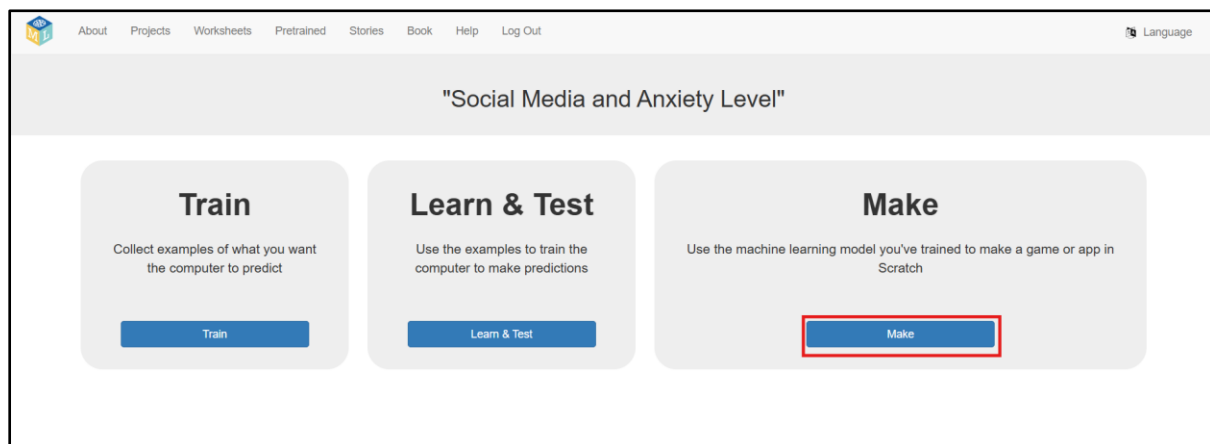 About Projects Worksheets Pretrained Stories Book Help Log Out Language
"Social Media and Anxiety Level"
Train
Collect examples of what you want
the computer to predict
Train
Learn & Test
Use the examples to train the
computer to make predictions
Learn & Test
Make
Use the machine learning model you've trained to make a game or app in
Scratch
Make